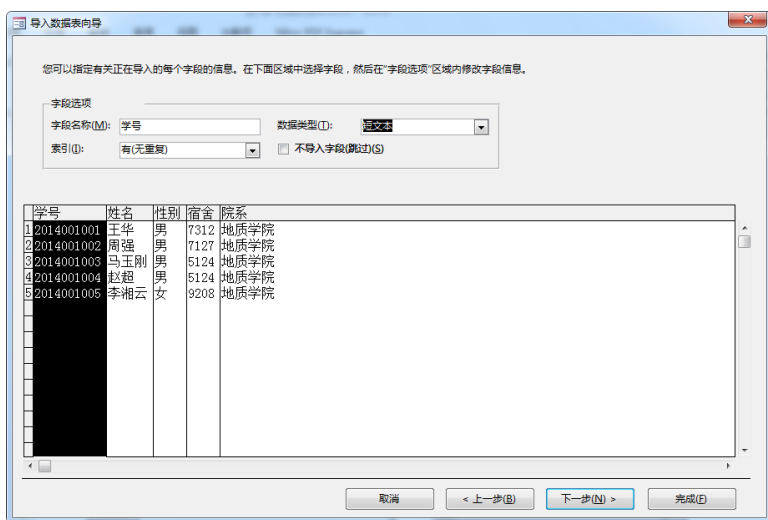 导入数据表向导
您可以指定有关正在导入的每个字段的信息。在下面区域中选择字段，然后在"字段选项"区域内修改字段信息。
字段选项
字段名称(M): 学号 数据类型(T): 短文本
索引(I): 有(无重复) 不导入字段(跳过)(S)
学号 姓名 性别 宿舍 院系
1 2014001001 王华 男 7312 地质学院
2 2014001002 周强 男 7127 地质学院
3 2014001003 马玉刚 男 5124 地质学院
4 2014001004 赵超 男 5124 地质学院
5 2014001005 李湘云 女 9208 地质学院
取消 < 上一步(B) 下一步(N) > 完成(F)